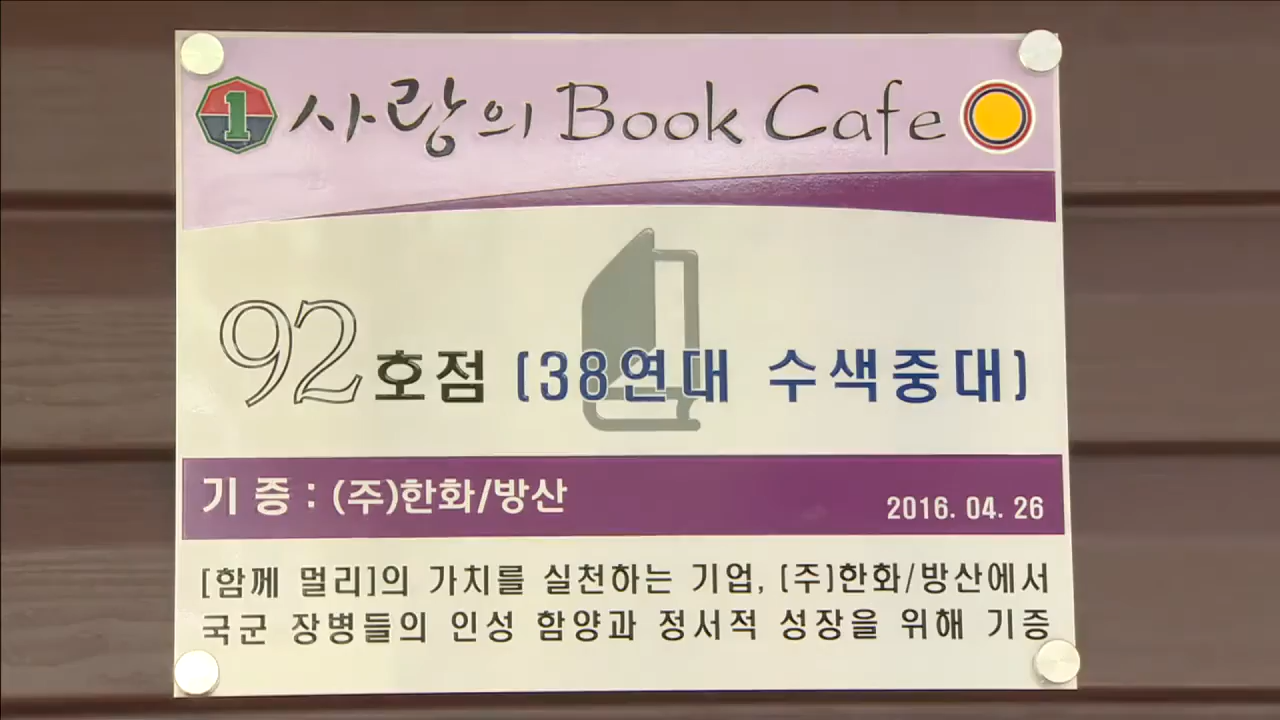 1 사랑의 Book Cafe
92호점 (38연대 수색중대)
기 증 : (주)한화/방산
2016. 04. 26
[함께 멀리]의 가치를 실천하는 기업, (주)한화/방산에서
국군 장병들의 인성 함양과 정서적 성장을 위해 기증